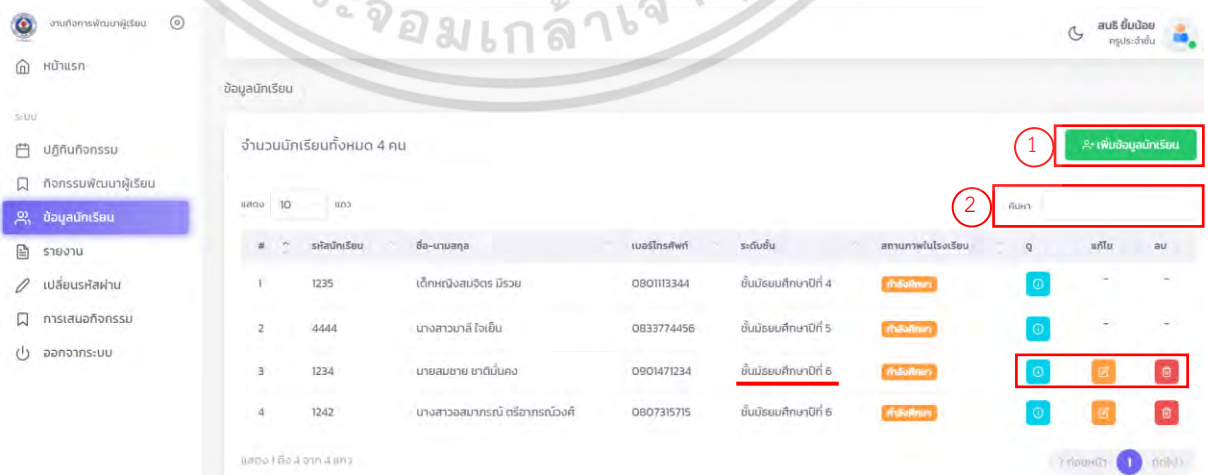 จอมเกล้าเจ้า
งานกิจการพัฒนาผู้เรียน
สนธิ ยิ้มน้อย
ครูประจำชั้น
หน้าแรก
ข้อมูลนักเรียน
ระบบ
ปฏิทินกิจกรรม
กิจกรรมพัฒนาผู้เรียน
ข้อมูลนักเรียน
รายงาน
เปลี่ยนรหัสผ่าน
การเสนอกิจกรรม
ออกจากระบบ
จำนวนนักเรียนทั้งหมด 4 คน
1 เพิ่มข้อมูลนักเรียน
แสดง 10 แถว
2 ค้นหา
# รหัสนักเรียน ชื่อ-นามสกุล เบอร์โทรศัพท์ ระดับชั้น สถานภาพในโรงเรียน ดู แก้ไข ลบ
1 1235 เด็กหญิงสมจิตร มีรวย 0801113344 ชั้นมัธยมศึกษาปีที่ 4 กำลังศึกษา - -
2 4444 นางสาวมาลี ใจเย็น 0833774456 ชั้นมัธยมศึกษาปีที่ 5 กำลังศึกษา - -
3 1234 นายสมชาย ชาติมั่นคง 0901471234 ชั้นมัธยมศึกษาปีที่ 6 กำลังศึกษา
4 1242 นางสาวอสมาภรณ์ ตรีอาภรณ์วงศ์ 0807315715 ชั้นมัธยมศึกษาปีที่ 6 กำลังศึกษา
แสดง 1 ถึง 4 จาก 4 แถว
ก่อนหน้า 1 ถัดไป